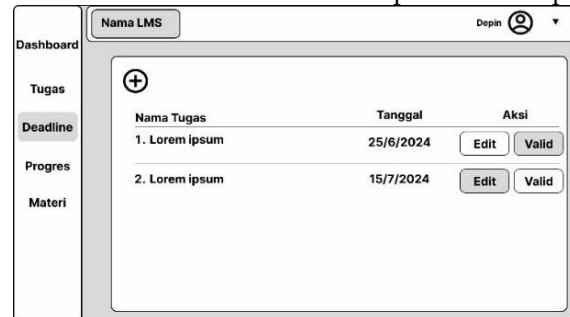 Nama LMS
Depin
Dashboard
Tugas
Deadline
Progres
Materi
Nama Tugas Tanggal Aksi
1. Lorem ipsum 25/6/2024 Edit Valid
2. Lorem ipsum 15/7/2024 Edit Valid